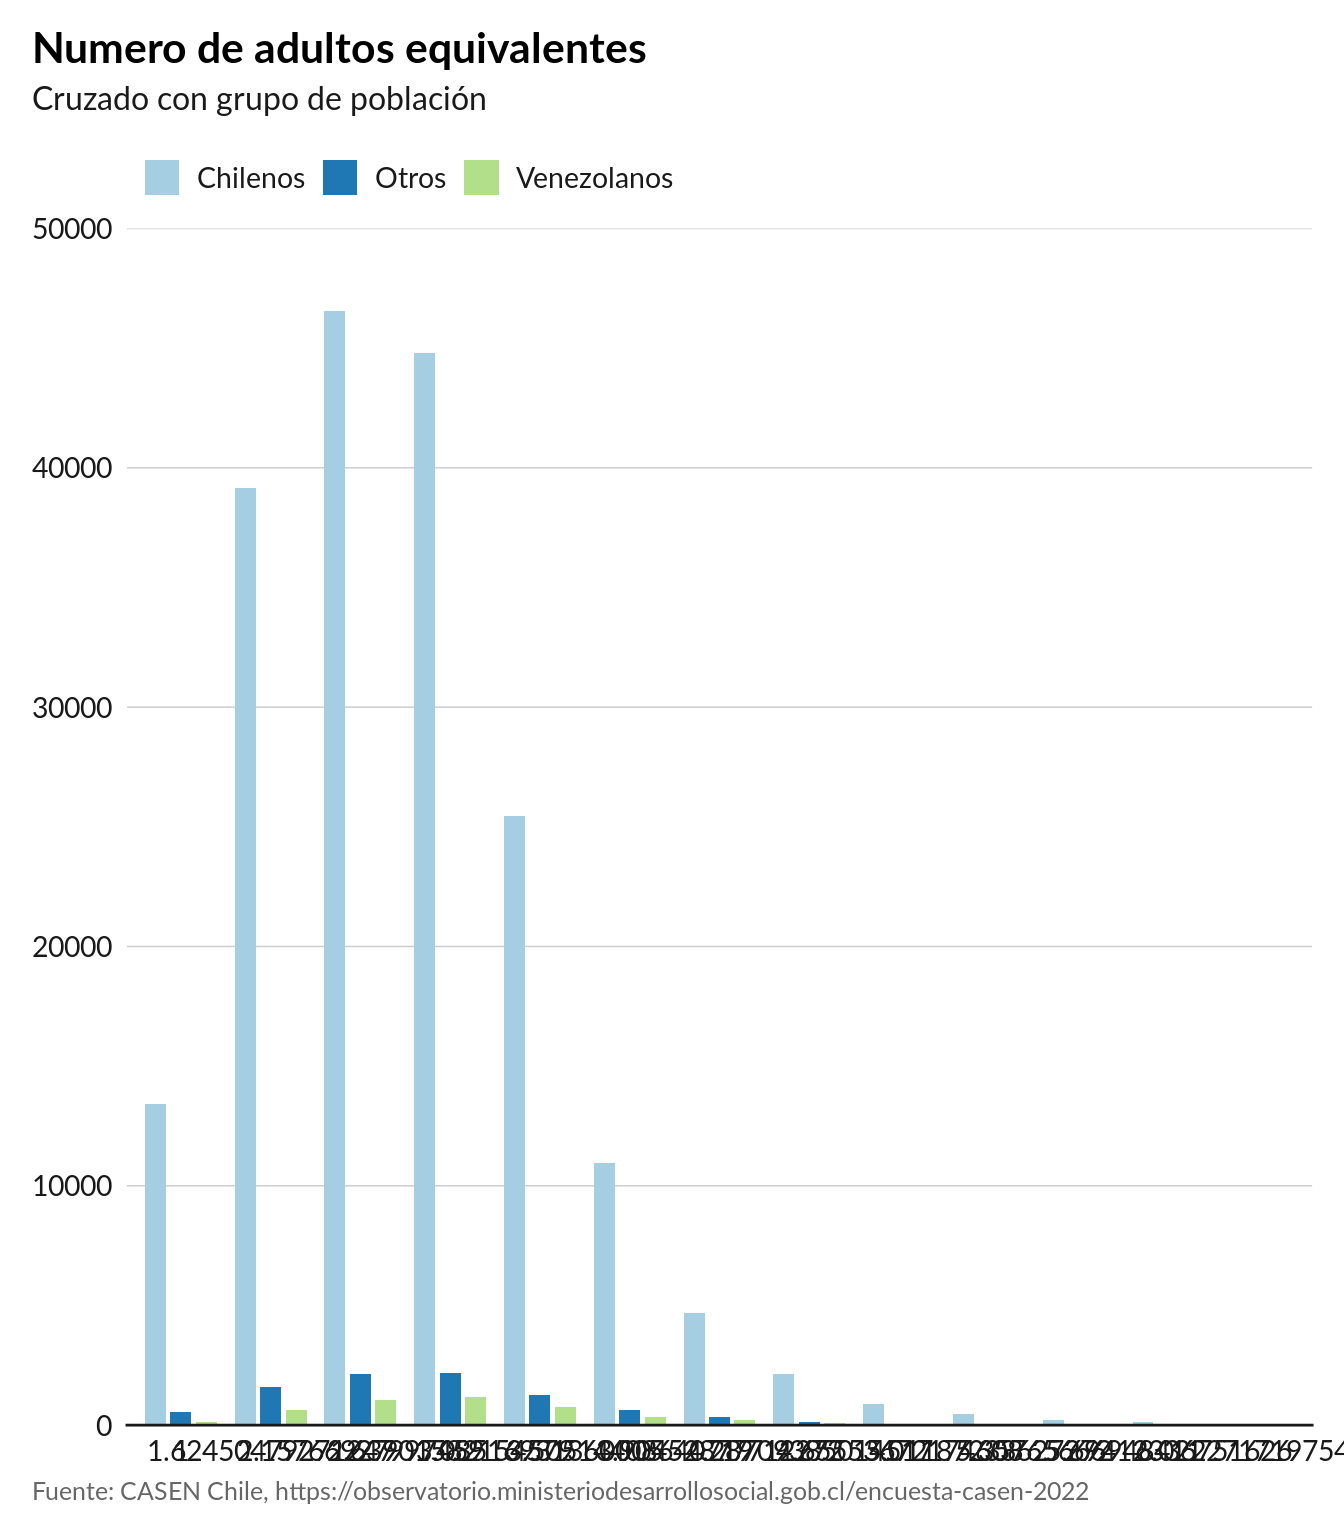 Numero de adultos equivalentes
Cruzado con grupo de población
Chilenos Otros Venezolanos
50000
40000
30000
20000
10000
0
Fuente: CASEN Chile, https://observatorio.ministeriodesarrollosocial.gob.cl/encuesta-casen-2022